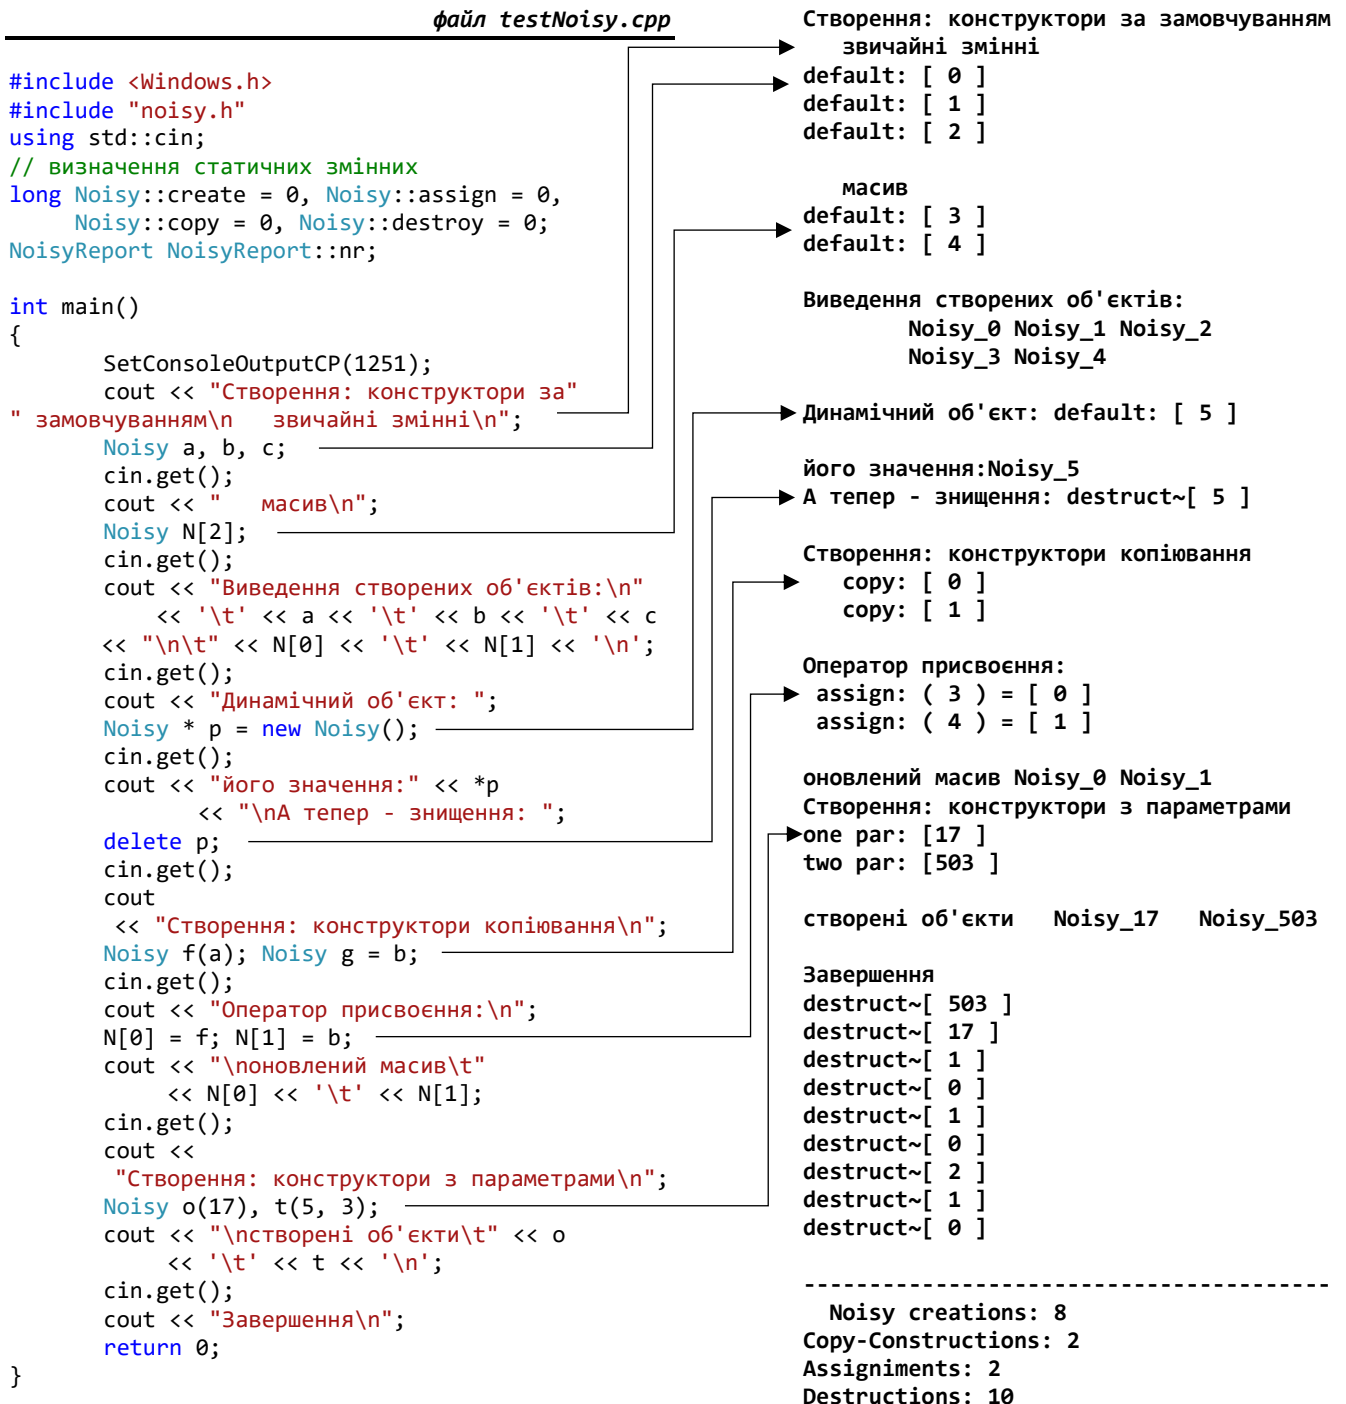 файл testNoisy.cpp
#include <Windows.h>
#include "noisy.h"
using std::cin;
// визначення статичних змінних
long Noisy::create = 0, Noisy::assign = 0,
Noisy::copy = 0, Noisy::destroy = 0;
NoisyReport NoisyReport::nr;
int main()
{
SetConsoleOutputCP(1251);
cout << "Створення: конструктори за"
" замовчуванням\n   звичайні змінні\n";
Noisy a, b, c;
cin.get();
cout << "   масив\n";
Noisy N[2];
cin.get();
cout << "Виведення створених об'єктів:\n"
<< '\t' << a << '\t' << b << '\t' << c
<< "\n\t" << N[0] << '\t' << N[1] << '\n';
cin.get();
cout << "Динамічний об'єкт: ";
Noisy * p = new Noisy();
cin.get();
cout << "його значення:" << *p
<< "\nА тепер - знищення: ";
delete p;
cin.get();
cout
<< "Створення: конструктори копіювання\n";
Noisy f(a); Noisy g = b;
cin.get();
cout << "Оператор присвоєння:\n";
N[0] = f; N[1] = b;
cout << "\nоновлений масив\t"
<< N[0] << '\t' << N[1];
cin.get();
cout <<
"Створення: конструктори з параметрами\n";
Noisy o(17), t(5, 3);
cout << "\nстворені об'єкти\t" << o
<< '\t' << t << '\n';
cin.get();
cout << "Завершення\n";
return 0;
}
Створення: конструктори за замовчуванням
звичайні змінні
default: [ 0 ]
default: [ 1 ]
default: [ 2 ]
масив
default: [ 3 ]
default: [ 4 ]
Виведення створених об'єктів:
Noisy_0 Noisy_1 Noisy_2
Noisy_3 Noisy_4
Динамічний об'єкт: default: [ 5 ]
його значення:Noisy_5
А тепер - знищення: destruct~[ 5 ]
Створення: конструктори копіювання
copy: [ 0 ]
copy: [ 1 ]
Оператор присвоєння:
assign: ( 3 ) = [ 0 ]
assign: ( 4 ) = [ 1 ]
оновлений масив Noisy_0 Noisy_1
Створення: конструктори з параметрами
one par: [17 ]
two par: [503 ]
створені об'єкти   Noisy_17   Noisy_503
Завершення
destruct~[ 503 ]
destruct~[ 17 ]
destruct~[ 1 ]
destruct~[ 0 ]
destruct~[ 1 ]
destruct~[ 0 ]
destruct~[ 2 ]
destruct~[ 1 ]
destruct~[ 0 ]
----------------------------------------
Noisy creations: 8
Copy-Constructions: 2
Assigniments: 2
Destructions: 10